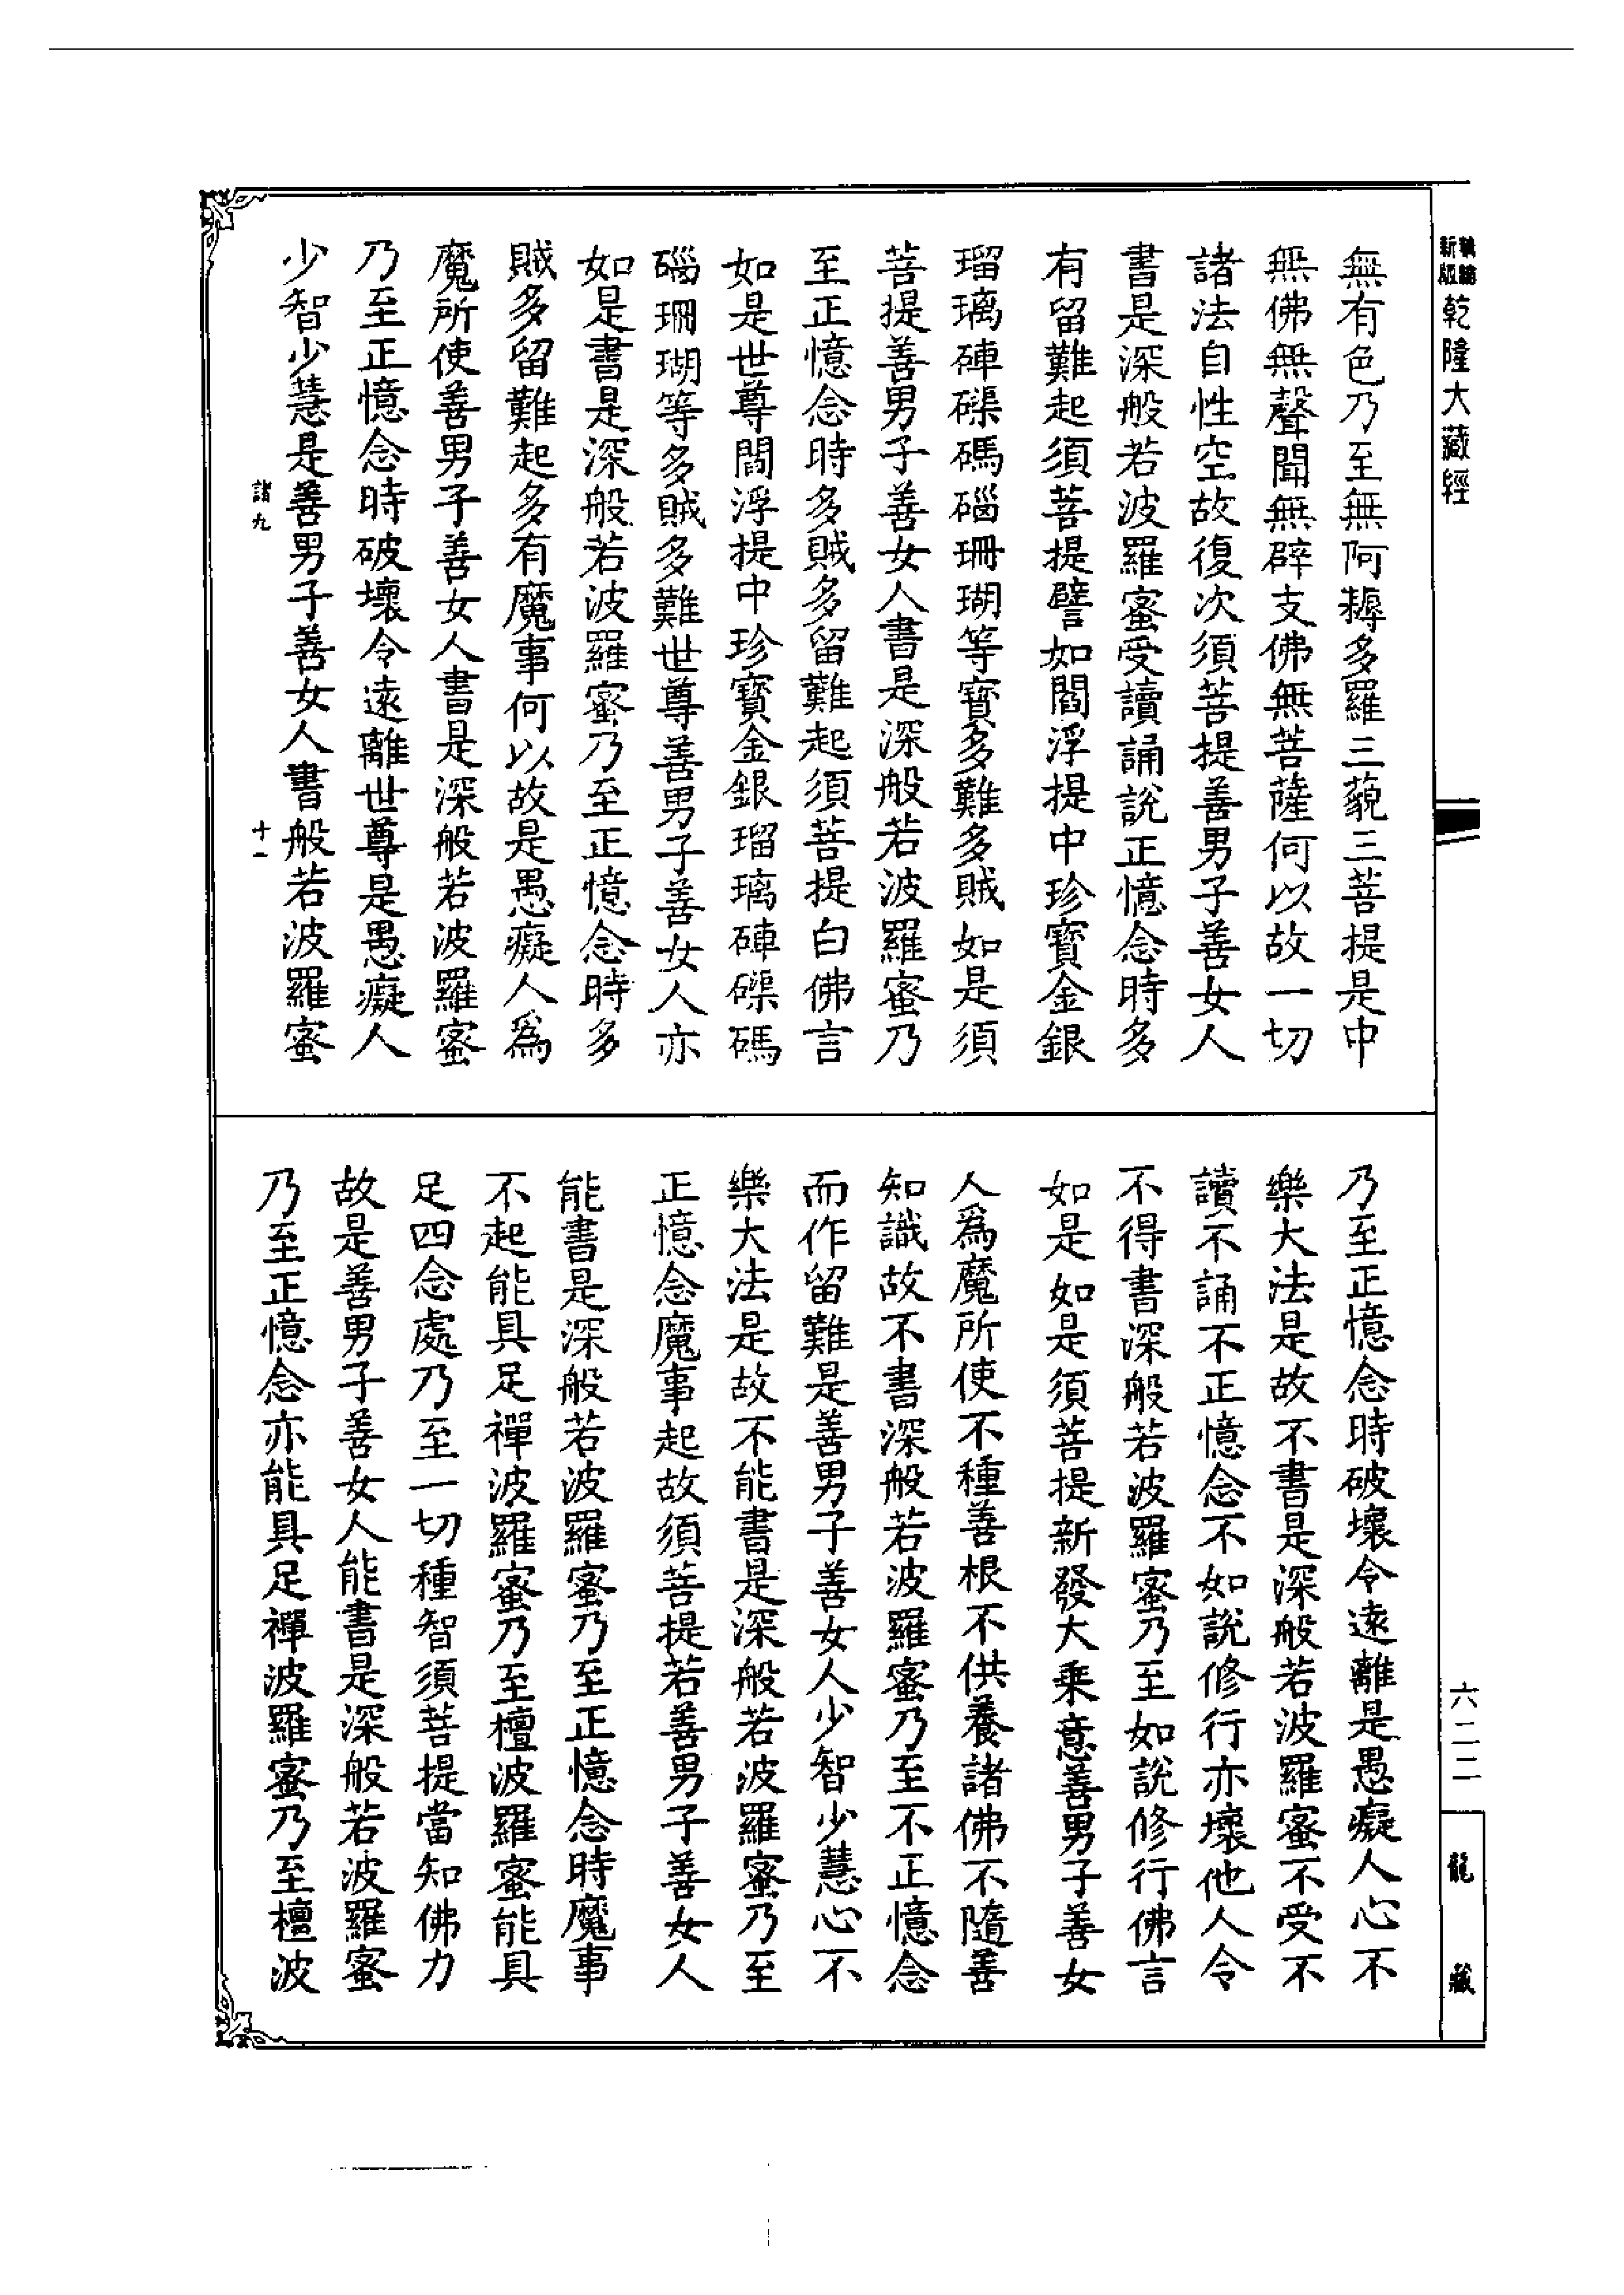 乾隆大藏經
無有色乃至無阿耨多羅三藐三菩提是中
無佛無聲聞無辟支佛無菩薩何以故一切
諸法自性空故復次須菩提善男子善女人
書是深般若波羅蜜受讀誦說正憶念時多
有留難起須菩提譬如閻浮提中珍寶金銀
瑠璃硨磲碼碯珊瑚等寶多難多賊如是須
菩提善男子善女人書是深般若波羅蜜乃
至正憶念時多賊多留難起須菩提白佛言
如是世尊閻浮提中珍寶金銀瑠璃硨磲碼
碯珊瑚等多賊多難世尊善男子善女人亦
如是書是深般若波羅蜜乃至正憶念時多
賊多留難起多有魔事何以故是愚癡人爲
魔所使善男子善女人書是深般若波羅蜜
乃至正憶念時破壞令遠離世尊是愚癡人
少智少慧是善男子善女人書般若波羅蜜
諸九
十一
乃至正憶念時破壞令遠離是愚癡人心不
樂大法是故不書是深般若波羅蜜不受不
讀不誦不正憶念不如說修行亦壞他人令
不得書深般若波羅蜜乃至如說修行佛言
如是如是須菩提新發大乘意善男子善女
人爲魔所使不種善根不供養諸佛不隨善
知識故不書深般若波羅蜜乃至不正憶念
而作留難是善男子善女人少智少慧心不
樂大法是故不能書是深般若波羅蜜乃至
正憶念魔事起故須菩提若善男子善女人
能書是深般若波羅蜜乃至正憶念時魔事
不起能具足禪波羅蜜乃至檀波羅蜜能具
足四念處乃至一切種智須菩提當知佛力
故是善男子善女人能書是深般若波羅蜜
乃至正憶念亦能具足禪波羅蜜乃至檀波
六二二
龍藏